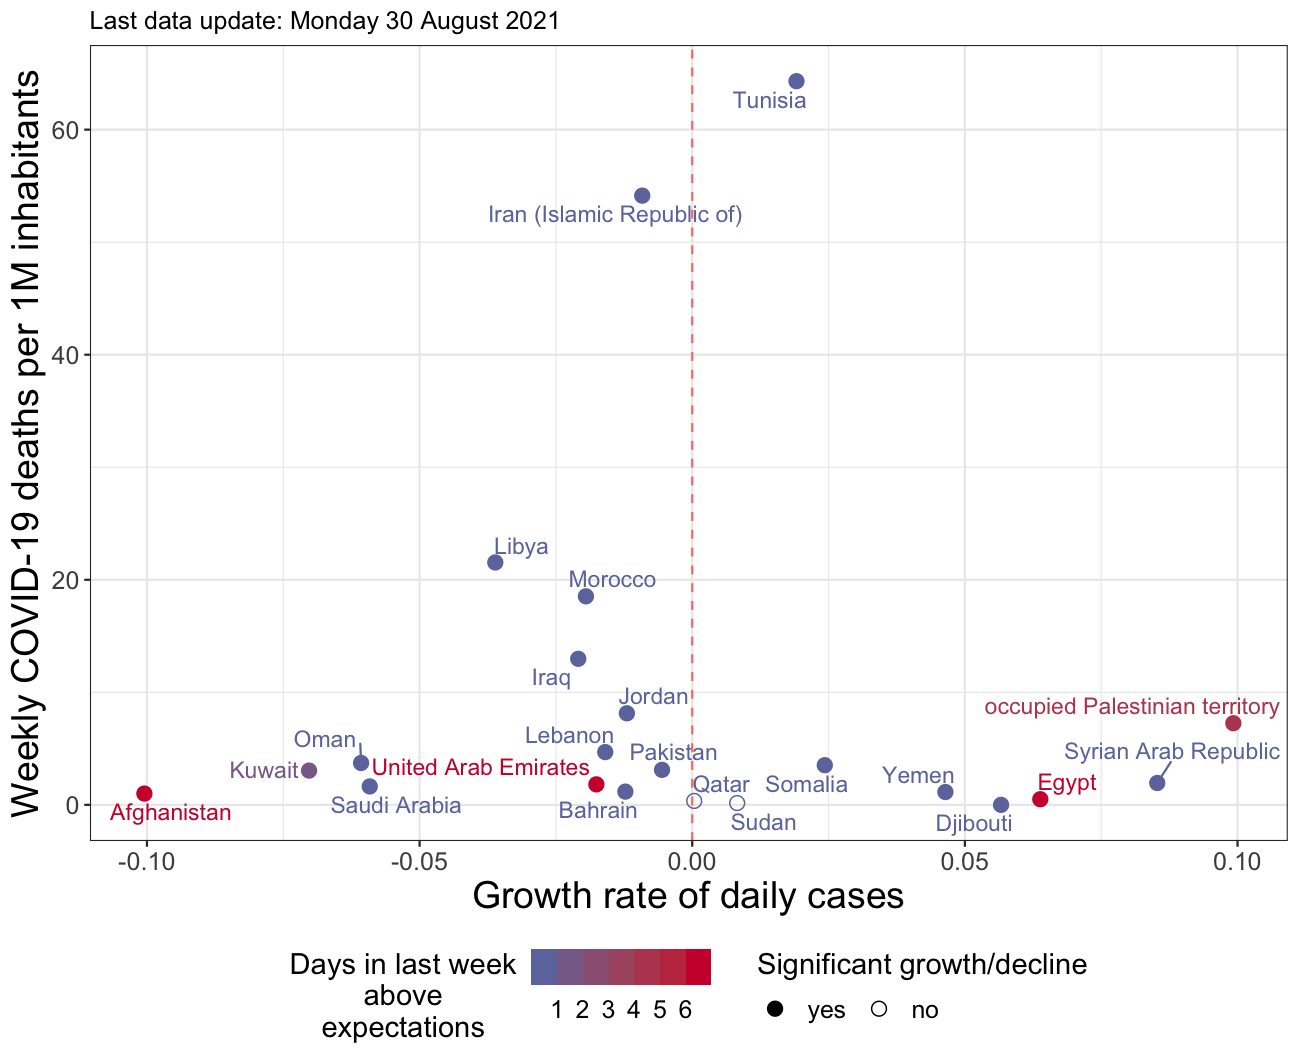 Last data update: Monday 30 August 2021
Weekly COVID-19 deaths per 1M inhabitants
60
40
20
0
Tunisia
Iran (Islamic Republic of)
Libya
Morocco
Iraq
Jordan
occupied Palestinian territory
Lebanon
Oman
Pakistan
Syrian Arab Republic
Kuwait
United Arab Emirates
Qatar
Somalia
Yemen
Egypt
Afghanistan
Saudi Arabia
Bahrain
Sudan
Djibouti
-0.10 -0.05 0.00 0.05 0.10
Growth rate of daily cases
Days in last week
above
expectations
1 2 3 4 5 6
Significant growth/decline
yes no